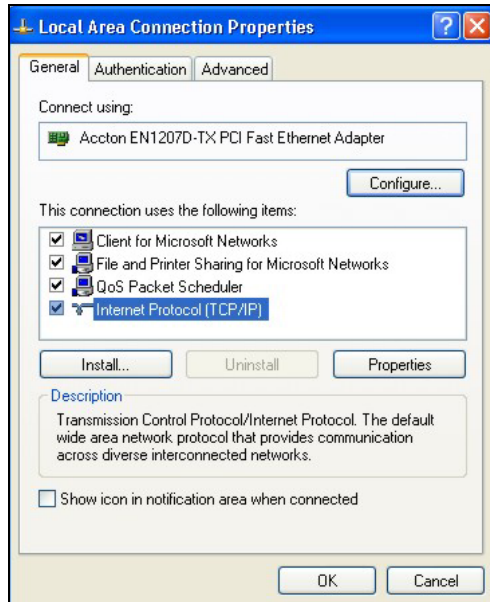 Local Area Connection Properties
General Authentication Advanced
Connect using:
Accton EN1207D-TX PCI Fast Ethernet Adapter
Configure...
This connection uses the following items:
Client for Microsoft Networks
File and Printer Sharing for Microsoft Networks
QoS Packet Scheduler
Internet Protocol (TCP/IP)
Install... Uninstall Properties
Description
Transmission Control Protocol/Internet Protocol. The default
wide area network protocol that provides communication
across diverse interconnected networks.
Show icon in notification area when connected
OK Cancel